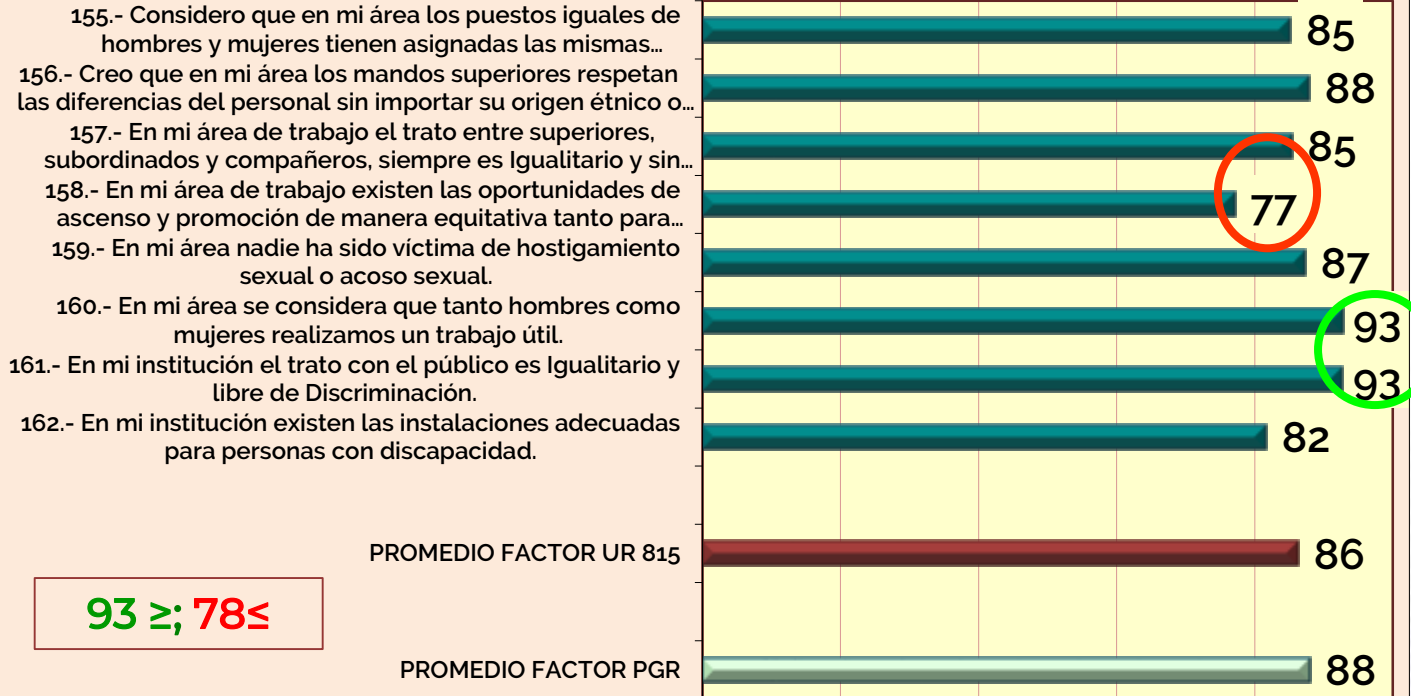 155.- Considero que en mi área los puestos iguales de
hombres y mujeres tienen asignadas las mismas...
85
156.- Creo que en mi área los mandos superiores respetan
las diferencias del personal sin importar su origen étnico o...
88
157.- En mi área de trabajo el trato entre superiores,
subordinados y compañeros, siempre es Igualitario y sin...
85
158.- En mi área de trabajo existen las oportunidades de
ascenso y promoción de manera equitativa tanto para...
77
159.- En mi área nadie ha sido víctima de hostigamiento
sexual o acoso sexual.
87
160.- En mi área se considera que tanto hombres como
mujeres realizamos un trabajo útil.
93
161.- En mi institución el trato con el público es Igualitario y
libre de Discriminación.
93
162.- En mi institución existen las instalaciones adecuadas
para personas con discapacidad.
82
PROMEDIO FACTOR UR 815
86
93 ≥; 78≤
PROMEDIO FACTOR PGR
88